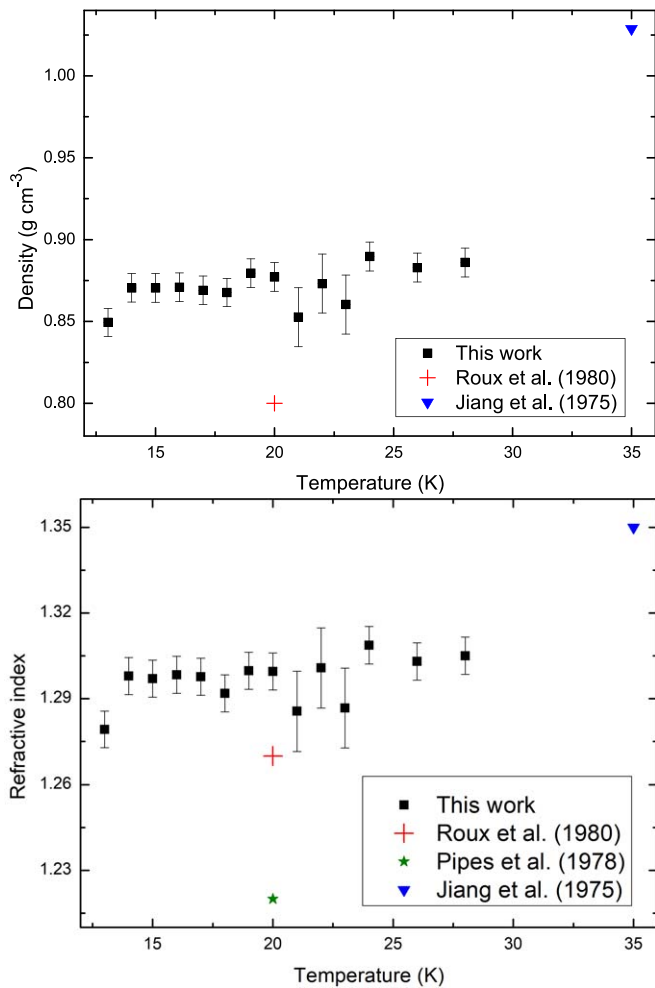 1.00
0.95
0.90
0.85
0.80
Density (g cm⁻³)
This work
Roux et al. (1980)
Jiang et al. (1975)
15 20 25 30 35
Temperature (K)
1.35
1.32
1.29
1.26
1.23
Refractive index
This work
Roux et al. (1980)
Pipes et al. (1978)
Jiang et al. (1975)
15 20 25 30 35
Temperature (K)